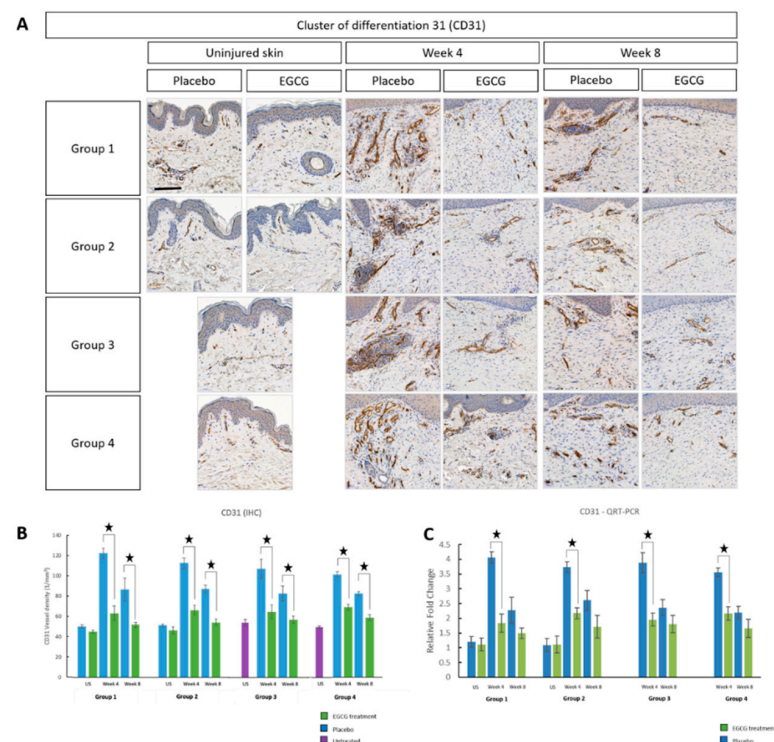 A
Cluster of differentiation 31 (CD31)
Uninjured skin Week 4 Week 8
Placebo EGCG Placebo EGCG Placebo EGCG
Group 1
Group 2
Group 3
Group 4
B
CD31 (IHC)
CD31 Vessel density (1/mm²)
140
120
100
80
60
40
20
0
US Week 4 Week 8 US Week 4 Week 8 US Week 4 Week 8 US Week 4 Week 8
Group 1 Group 2 Group 3 Group 4
EGCG treatment
Placebo
Untreated
C
CD31 - QRT-PCR
Relative Fold Change
4.5
4
3.5
3
2.5
2
1.5
1
0.5
0
US Week 4 Week 8 US Week 4 Week 8 Week 4 Week 8 Week 4 Week 8
Group 1 Group 2 Group 3 Group 4
EGCG treatment
Placebo